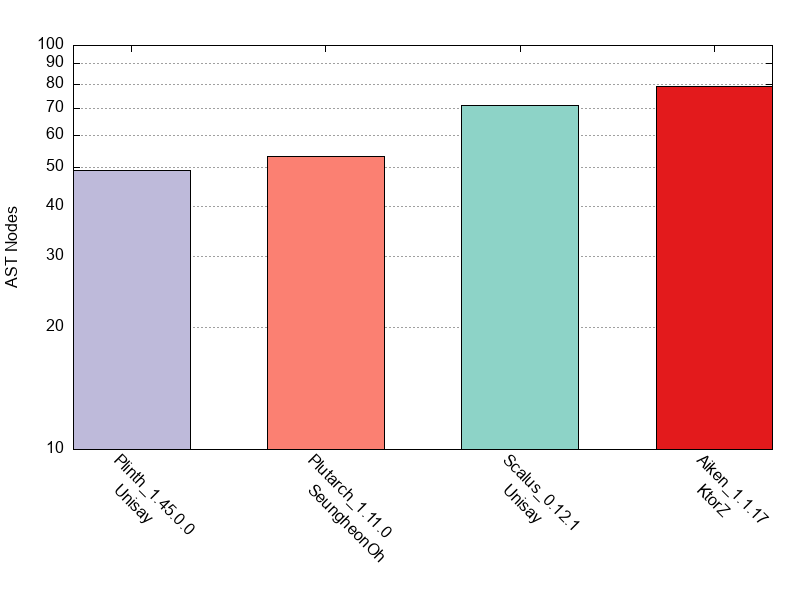 100
90
80
70
60
50
40
30
20
10
AST Nodes
Plinth_1.45.0.0
Unisay
Plutarch_1.11.0
SeungheonOh
Scalus_0.12.1
Unisay
Aiken_1.1.17
KtorZ